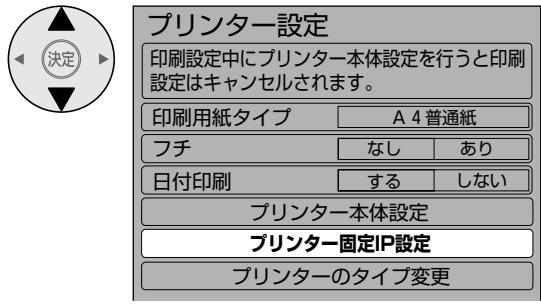 決定
プリンター設定
印刷設定中にプリンター本体設定を行うと印刷
設定はキャンセルされます。
印刷用紙タイプ A 4 普通紙
フチ なし あり
日付印刷 する しない
プリンター本体設定
プリンター固定IP設定
プリンターのタイプ変更